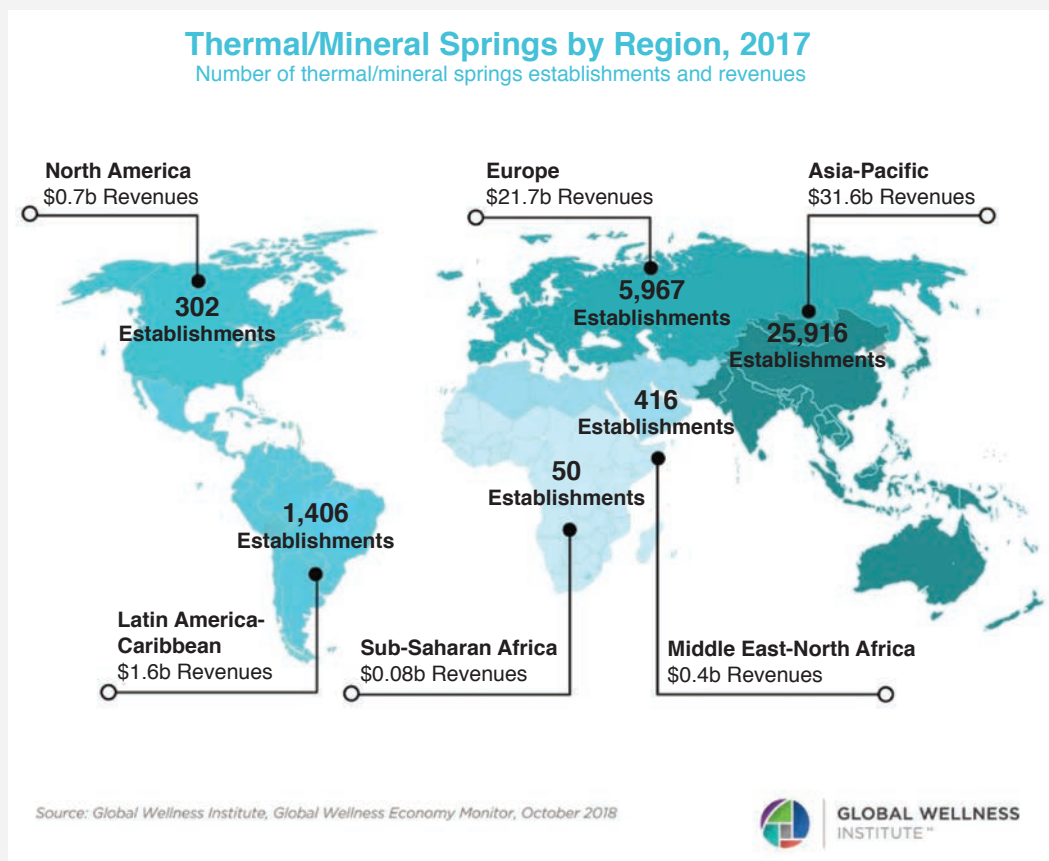 Thermal/Mineral Springs by Region, 2017
Number of thermal/mineral springs establishments and revenues
North America
$0.7b Revenues
Europe
$21.7b Revenues
Asia-Pacific
$31.6b Revenues
302
Establishments
5,967
Establishments
25,916
Establishments
416
Establishments
50
Establishments
1,406
Establishments
Latin America-
Caribbean
$1.6b Revenues
Sub-Saharan Africa
$0.08b Revenues
Middle East-North Africa
$0.4b Revenues
Source: Global Wellness Institute, Global Wellness Economy Monitor, October 2018
GLOBAL WELLNESS
INSTITUTE™